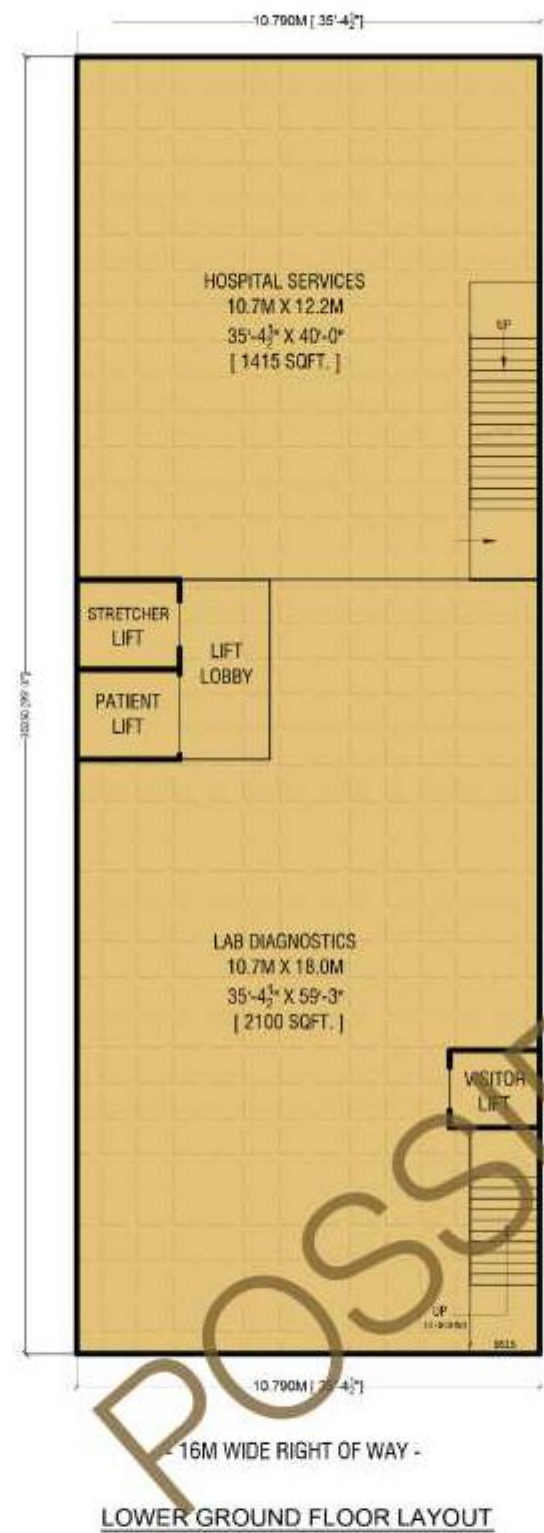 10.790M [ 35'-4½"]
HOSPITAL SERVICES
10.7M X 12.2M
35'-4½" X 40'-0"
[ 1415 SQFT. ]
UP
STRETCHER
LIFT
LIFT
LOBBY
PATIENT
LIFT
LAB DIAGNOSTICS
10.7M X 18.0M
35'-4½" X 59'-3"
[ 2100 SQFT. ]
VISITOR
LIFT
UP
10.790M [ 35'-4½"]
- 16M WIDE RIGHT OF WAY -
LOWER GROUND FLOOR LAYOUT